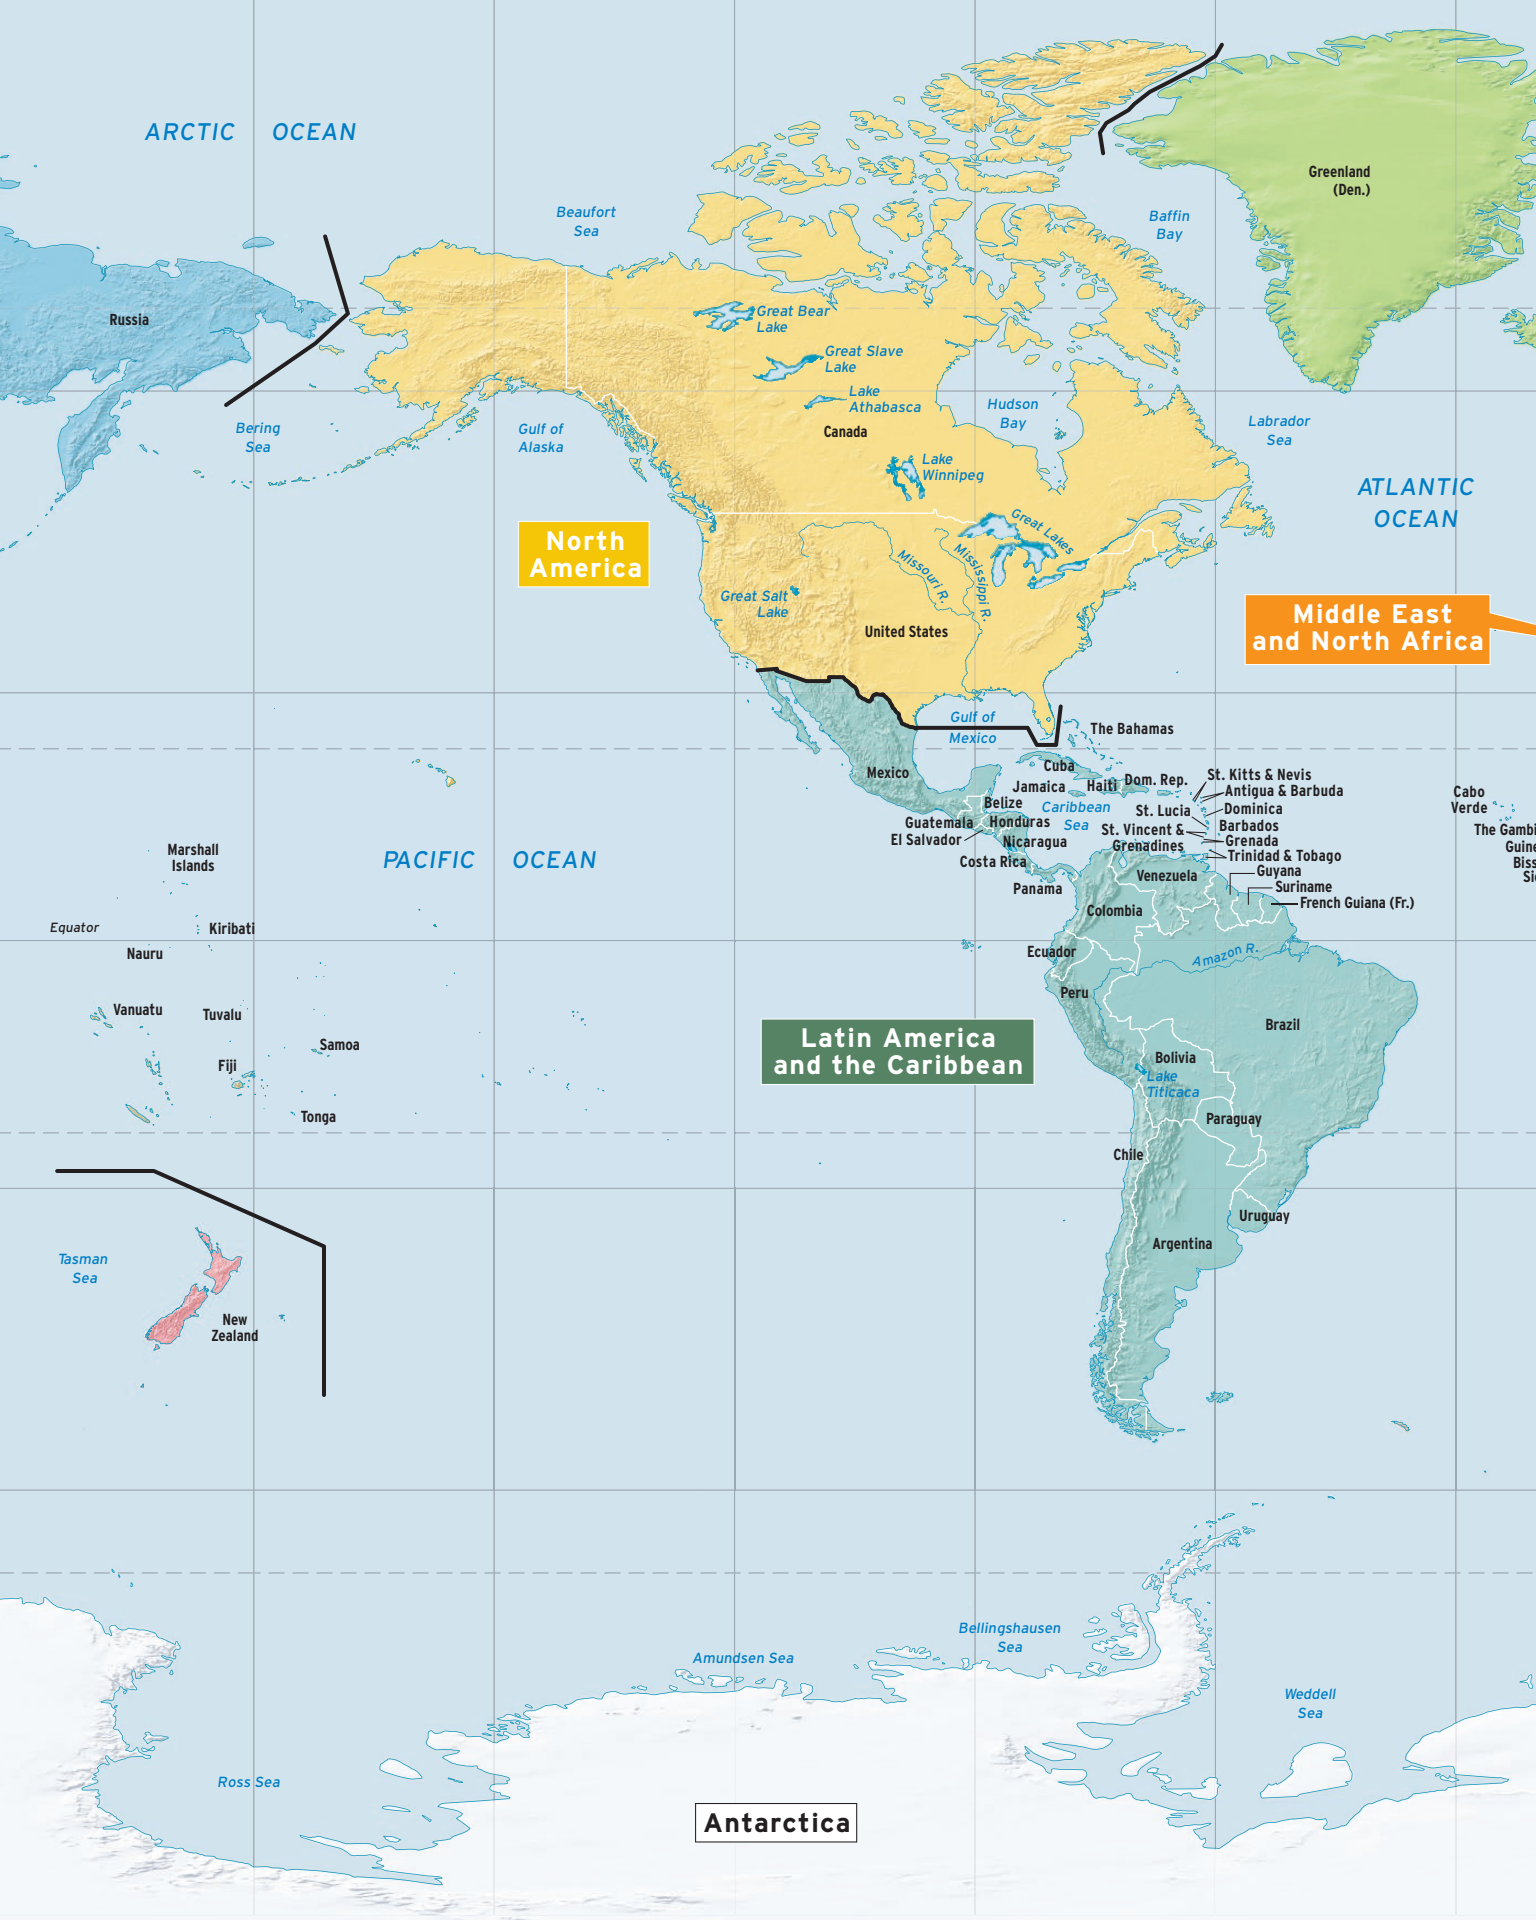 ARCTIC OCEAN
Greenland
(Den.)
Beaufort
Sea
Baffin
Bay
Russia
Great Bear
Lake
Great Slave
Lake
Lake
Athabasca
Hudson
Bay
Canada
Bering
Sea
Gulf of
Alaska
Labrador
Sea
Lake
Winnipeg
ATLANTIC
OCEAN
North
America
Great Lakes
Missouri R.
Mississippi R.
Great Salt
Lake
United States
Middle East
and North Africa
Gulf of
Mexico
The Bahamas
Mexico
Cuba
Jamaica
Haiti
Dom. Rep.
St. Kitts & Nevis
Antigua & Barbuda
Belize
Caribbean
Sea
St. Lucia
Dominica
Guatemala
Honduras
El Salvador
Nicaragua
St. Vincent &
Grenadines
Barbados
Grenada
Costa Rica
Trinidad & Tobago
Panama
Venezuela
Guyana
Suriname
French Guiana (Fr.)
Colombia
Cabo
Verde
The Gambi
Guine
Biss
Si
Marshall
Islands
PACIFIC OCEAN
Equator
Kiribati
Nauru
Ecuador
Amazon R.
Peru
Vanuatu
Tuvalu
Brazil
Samoa
Fiji
Latin America
and the Caribbean
Bolivia
Lake
Titicaca
Tonga
Paraguay
Chile
Uruguay
Argentina
Tasman
Sea
New
Zealand
Bellingshausen
Sea
Amundsen Sea
Weddell
Sea
Ross Sea
Antarctica